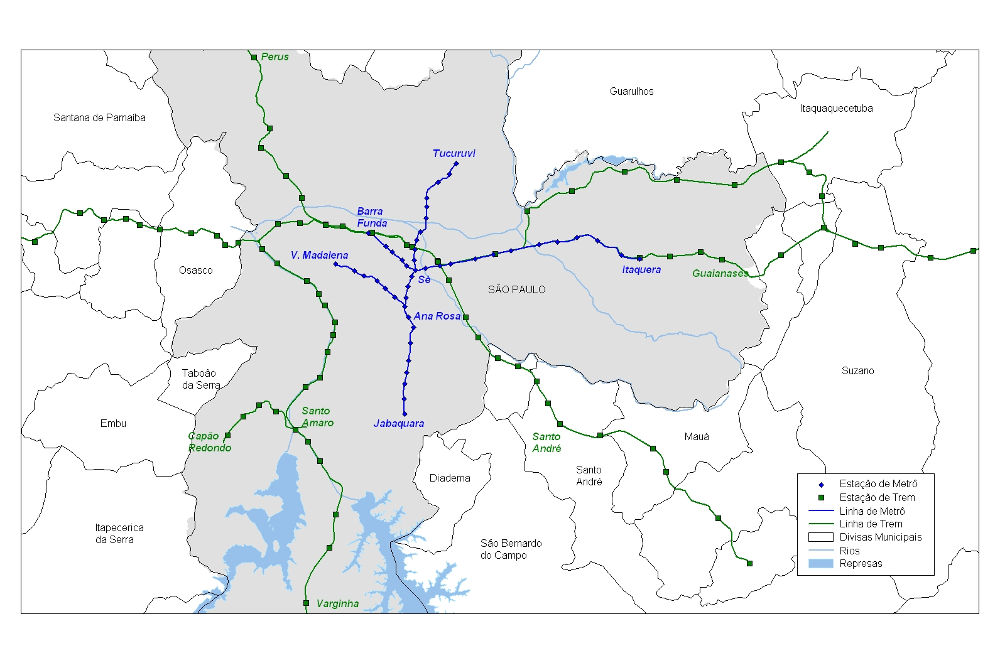 Perus
Guarulhos
Itaquaquecetuba
Santana de Parnaíba
Tucuruvi
Barra
Funda
V. Madalena
Osasco
Sé
Itaquera
Guaianases
SÃO PAULO
Ana Rosa
Taboão
da Serra
Suzano
Embu
Santo
Amaro
Jabaquara
Capão
Redondo
Santo
André
Mauá
Diadema
Santo
André
Itapecerica
da Serra
São Bernardo
do Campo
Varginha
Estação de Metrô
Estação de Trem
Linha de Metrô
Linha de Trem
Divisas Municipais
Rios
Represas